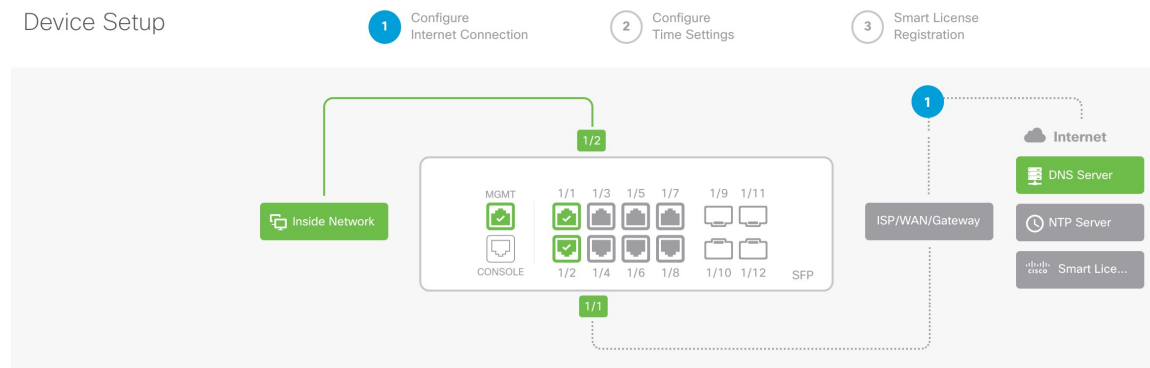 Device Setup
1
Configure
Internet Connection
2
Configure
Time Settings
3
Smart License
Registration
1
Internet
1/2
DNS Server
MGMT
1/1 1/3 1/5 1/7 1/9 1/11
Inside Network
ISP/WAN/Gateway
NTP Server
CONSOLE
1/2 1/4 1/6 1/8 1/10 1/12
SFP
cisco Smart Lice...
1/1